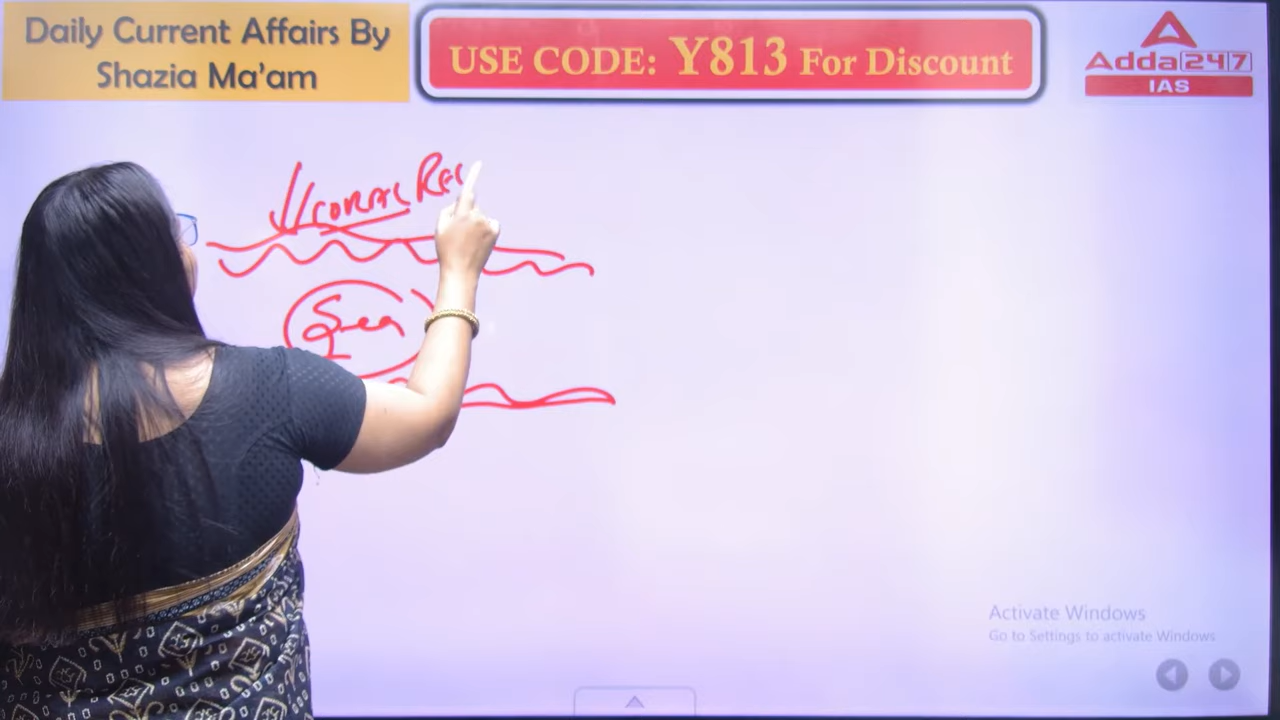 Daily Current Affairs By
Shazia Ma'am
USE CODE: Y813 For Discount
Adda247
IAS
CORAL
Sea
Activate Windows
Go to Settings to activate Windows